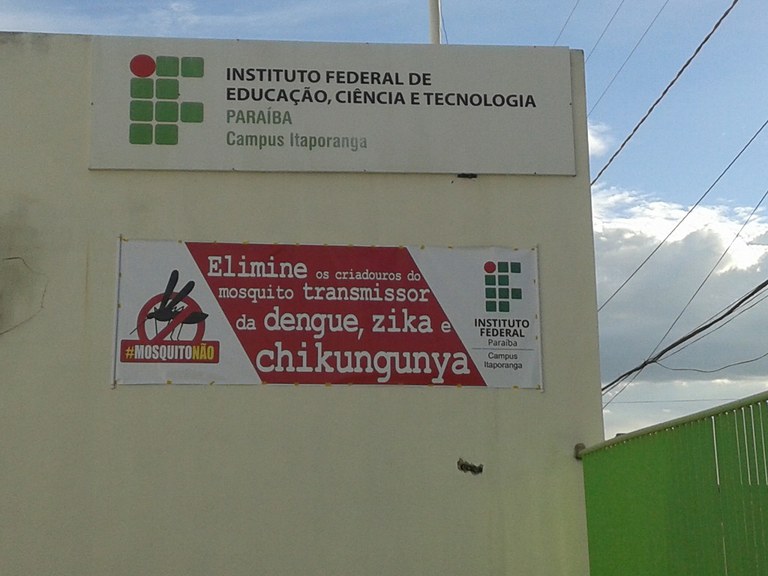 INSTITUTO FEDERAL DE
EDUCAÇÃO, CIÊNCIA E TECNOLOGIA
PARAÍBA
Campus Itaporanga
Elimine os criadouros do
mosquito transmissor
da dengue, zika e
chikungunya
#MOSQUITONÃO
INSTITUTO
FEDERAL
Paraíba
Campus
Itaporanga